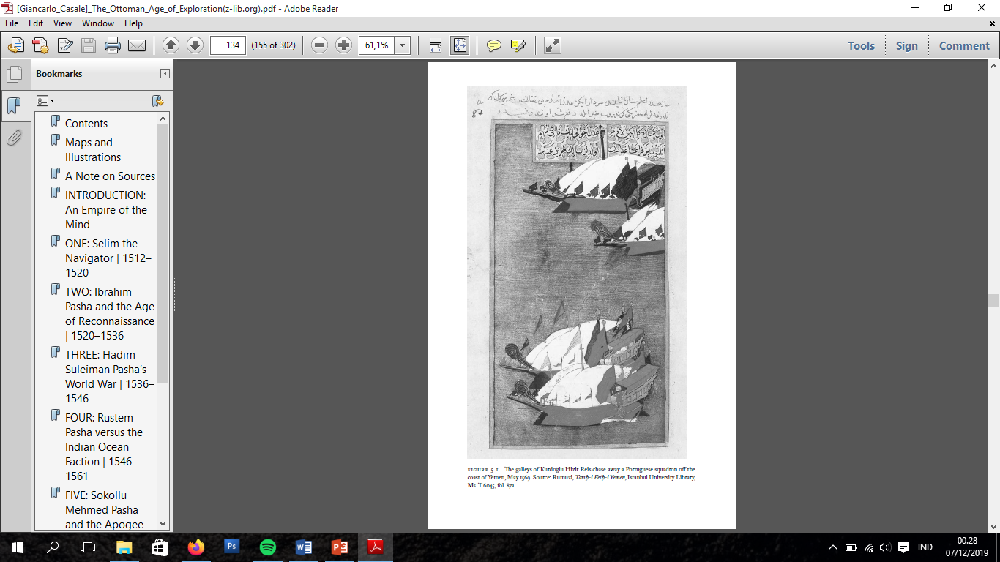 [Giancarlo_Casale]_The_Ottoman_Age_of_Exploration(z-lib.org).pdf - Adobe Reader
File Edit View Window Help
134 (155 of 302) 61,1% Tools Sign Comment
Bookmarks
Contents
Maps and
Illustrations
A Note on Sources
INTRODUCTION:
An Empire of the
Mind
ONE: Selim the
Navigator | 1512–
1520
TWO: Ibrahim
Pasha and the Age
of Reconnaissance
| 1520–1536
THREE: Hadim
Suleiman Pasha's
World War | 1536–
1546
FOUR: Rustem
Pasha versus the
Indian Ocean
Faction | 1546–
1561
FIVE: Sokollu
Mehmed Pasha
and the Apogee
87
FIGURE 5.1 The galleys of Kurdoğlu Hizir Reis chase away a Portuguese squadron off the
coast of Yemen, May 1569. Source: Rumuzi, Tārīḫ-i Fetḥ-i Yemen, Istanbul University Library,
Ms. T.6045, fol. 87a.
IND
00.28
07/12/2019